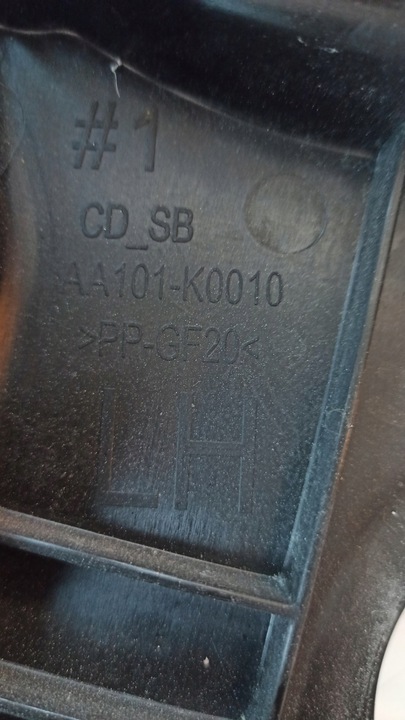 #1
CD_SB
AA101-K0010
>PP-GF20<
LH